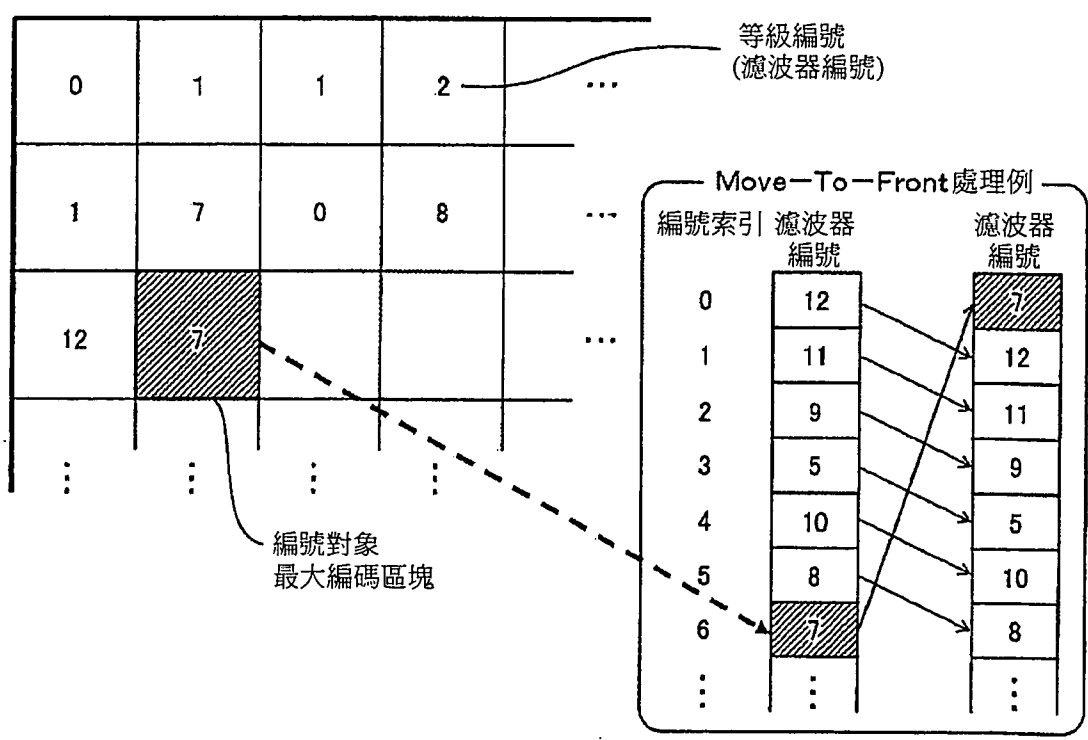 等級編號
(濾波器編號)
0 1 1 2 …
1 7 0 8 …
12 7 …
⋮ ⋮ ⋮ ⋮
編號對象
最大編碼區塊
Move-To-Front處理例
編號索引 濾波器 濾波器
編號 編號
0 12 7
1 11 12
2 9 11
3 5 9
4 10 5
5 8 10
6 7 8
⋮ ⋮ ⋮